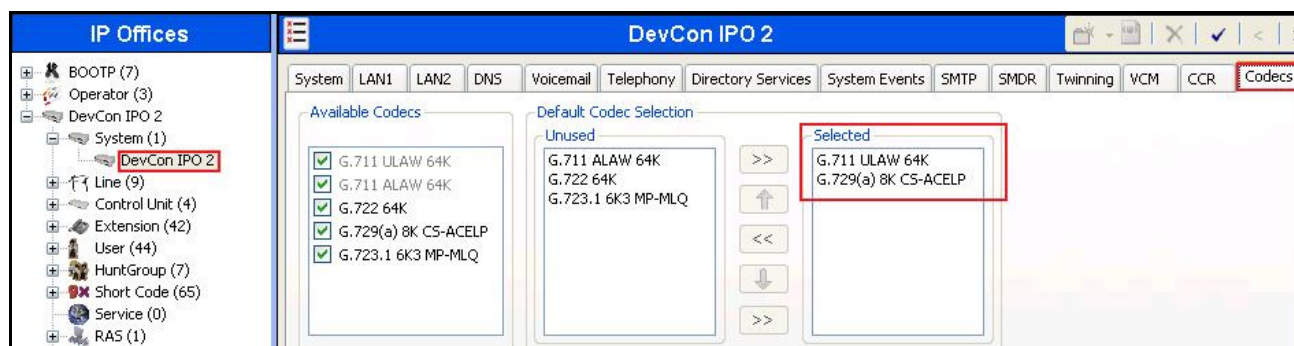 IP Offices
DevCon IPO 2
BOOTP (7)
Operator (3)
DevCon IPO 2
System (1)
DevCon IPO 2
Line (9)
Control Unit (4)
Extension (42)
User (44)
HuntGroup (7)
Short Code (65)
Service (0)
RAS (1)
System LAN1 LAN2 DNS Voicemail Telephony Directory Services System Events SMTP SMDR Twinning VCM CCR Codecs
Available Codecs
G.711 ULAW 64K
G.711 ALAW 64K
G.722 64K
G.729(a) 8K CS-ACELP
G.723.1 6K3 MP-MLQ
Default Codec Selection
Unused
G.711 ALAW 64K
G.722 64K
G.723.1 6K3 MP-MLQ
>>
<<
>>
Selected
G.711 ULAW 64K
G.729(a) 8K CS-ACELP